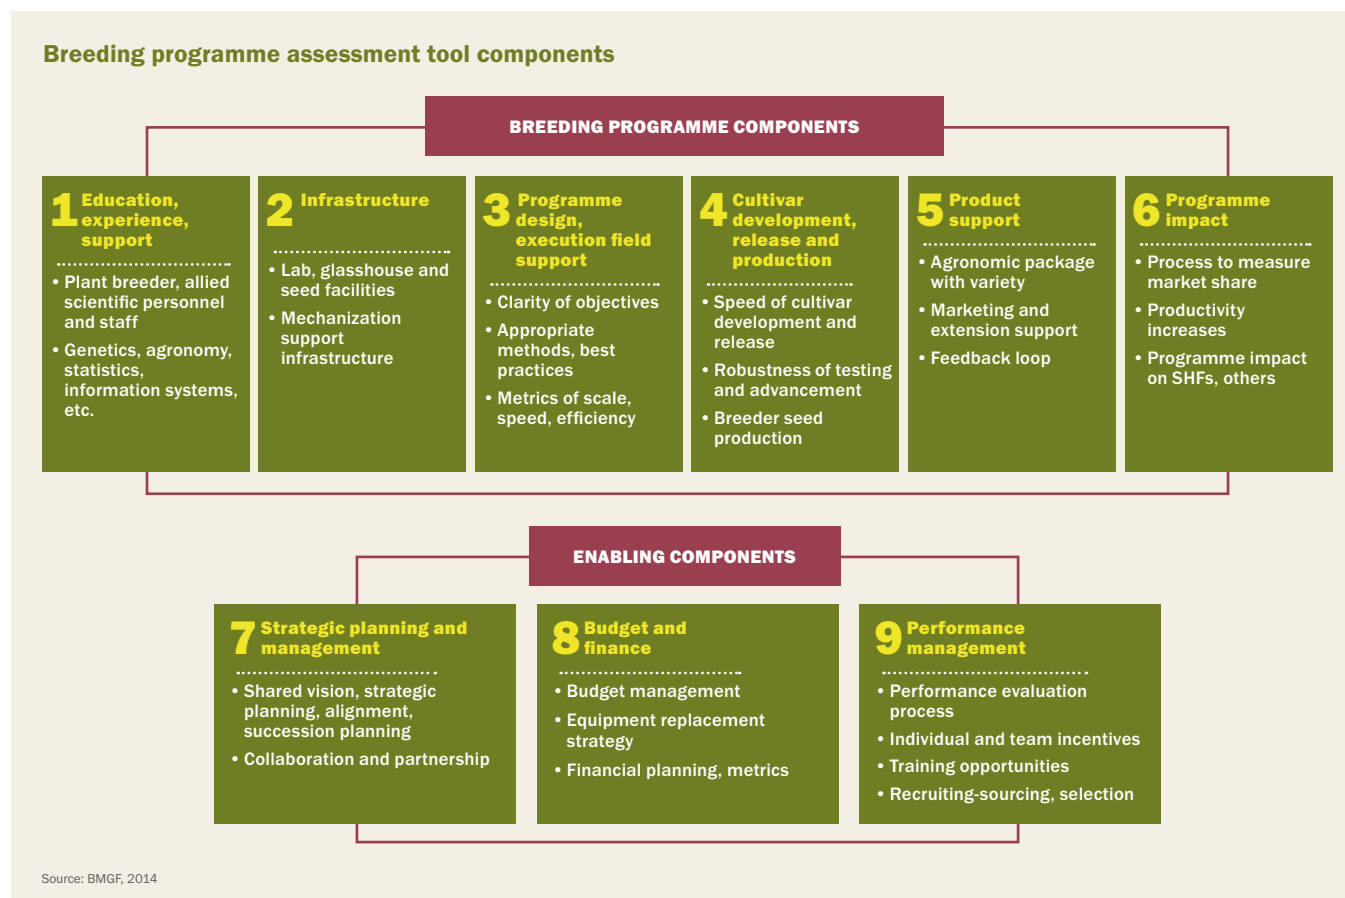 Breeding programme assessment tool components
BREEDING PROGRAMME COMPONENTS
1 Education,
experience,
support
• Plant breeder, allied
scientific personnel
and staff
• Genetics, agronomy,
statistics,
information systems,
etc.
2 Infrastructure
• Lab, glasshouse and
seed facilities
• Mechanization
support
infrastructure
3 Programme
design,
execution field
support
• Clarity of objectives
• Appropriate
methods, best
practices
• Metrics of scale,
speed, efficiency
4 Cultivar
development,
release and
production
• Speed of cultivar
development and
release
• Robustness of testing
and advancement
• Breeder seed
production
5 Product
support
• Agronomic package
with variety
• Marketing and
extension support
• Feedback loop
6 Programme
impact
• Process to measure
market share
• Productivity
increases
• Programme impact
on SHFs, others
ENABLING COMPONENTS
7 Strategic planning and
management
• Shared vision, strategic
planning, alignment,
succession planning
• Collaboration and partnership
8 Budget and
finance
• Budget management
• Equipment replacement
strategy
• Financial planning, metrics
9 Performance
management
• Performance evaluation
process
• Individual and team incentives
• Training opportunities
• Recruiting-sourcing, selection
Source: BMGF, 2014